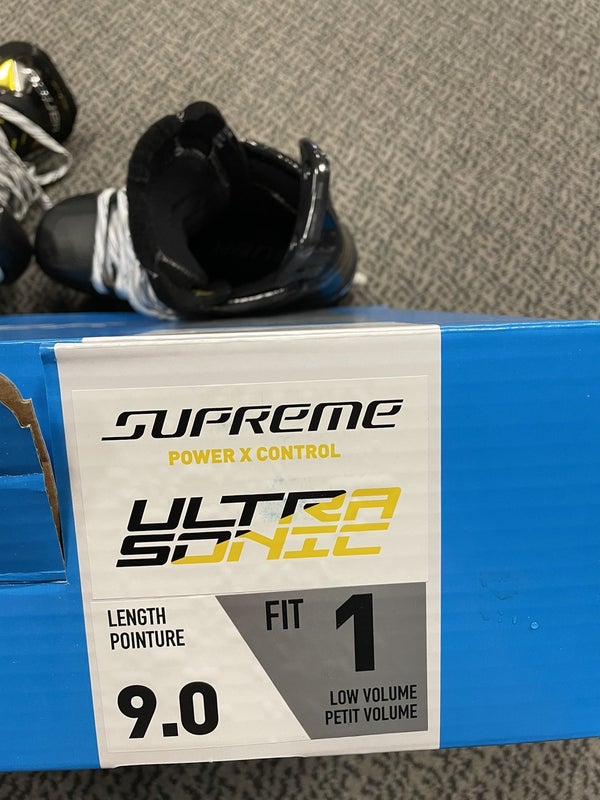 SUPREME
POWER X CONTROL
ULTRA
SONIC
LENGTH
POINTURE
9.0
FIT 1
LOW VOLUME
PETIT VOLUME